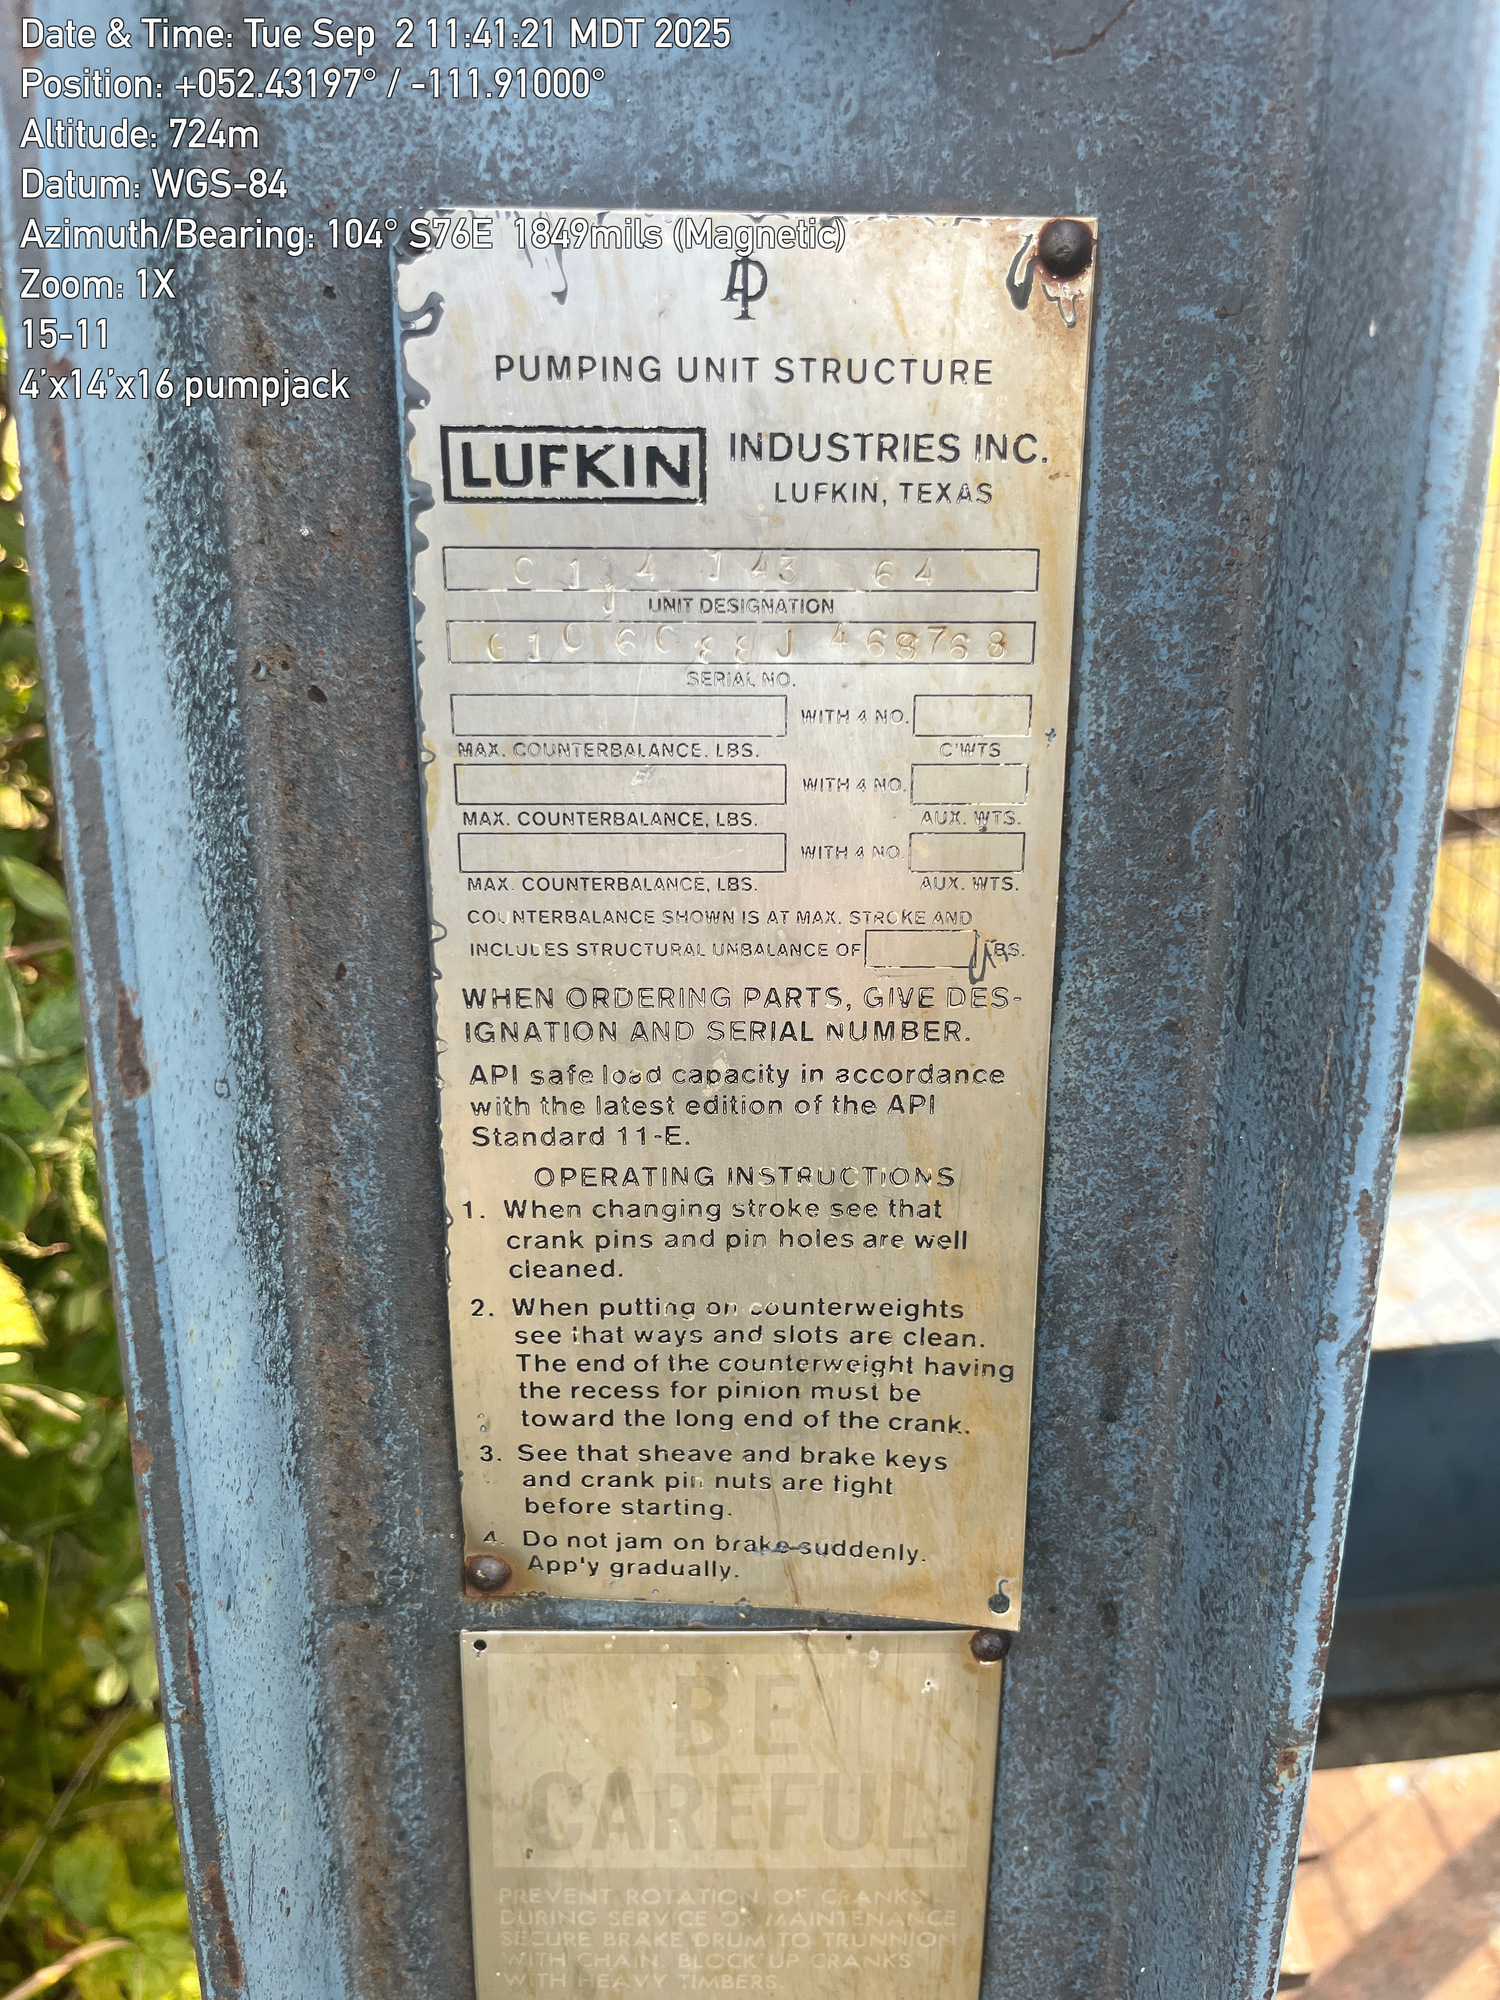 Date & Time: Tue Sep  2 11:41:21 MDT 2025
Position: +052.43197° / -111.91000°
Altitude: 724m
Datum: WGS-84
Azimuth/Bearing: 104° S76E  1849mils (Magnetic)
Zoom: 1X
15-11
4'x14'x16 pumpjack
API
PUMPING UNIT STRUCTURE
LUFKIN INDUSTRIES INC.
LUFKIN, TEXAS
C 1 4 J 43 64
UNIT DESIGNATION
J 468768
SERIAL NO.
WITH 4 NO.
MAX. COUNTERBALANCE, LBS. C'WTS
WITH 4 NO.
MAX. COUNTERBALANCE, LBS. AUX. WTS.
WITH 4 NO.
MAX. COUNTERBALANCE, LBS. AUX. WTS.
COUNTERBALANCE SHOWN IS AT MAX. STROKE AND
INCLUDES STRUCTURAL UNBALANCE OF LBS.
WHEN ORDERING PARTS, GIVE DES-
IGNATION AND SERIAL NUMBER.
API safe load capacity in accordance
with the latest edition of the API
Standard 11-E.
OPERATING INSTRUCTIONS
1. When changing stroke see that
crank pins and pin holes are well
cleaned.
2. When putting on counterweights
see that ways and slots are clean.
The end of the counterweight having
the recess for pinion must be
toward the long end of the crank.
3. See that sheave and brake keys
and crank pin nuts are tight
before starting.
4. Do not jam on brake suddenly.
App'y gradually.
BE
CAREFUL
PREVENT ROTATION OF CRANKS
DURING SERVICE OR MAINTENANCE
SECURE BRAKE DRUM TO TRUNNION
WITH CHAIN. BLOCK UP CRANKS
WITH HEAVY TIMBERS.